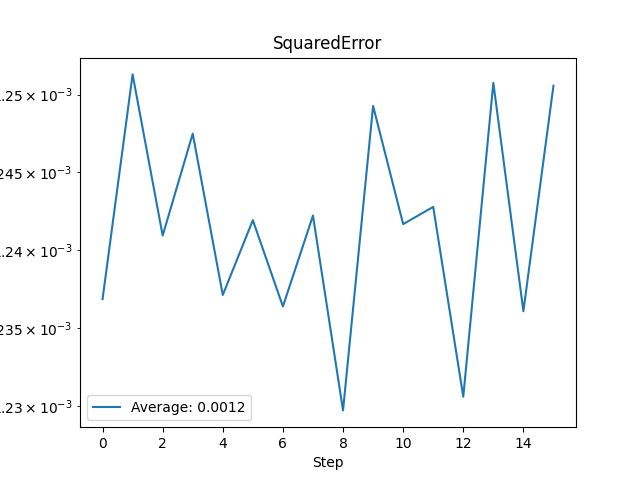 SquaredError
.25 × 10⁻³
245 × 10⁻³
.24 × 10⁻³
235 × 10⁻³
.23 × 10⁻³
Average: 0.0012
0 2 4 6 8 10 12 14
Step